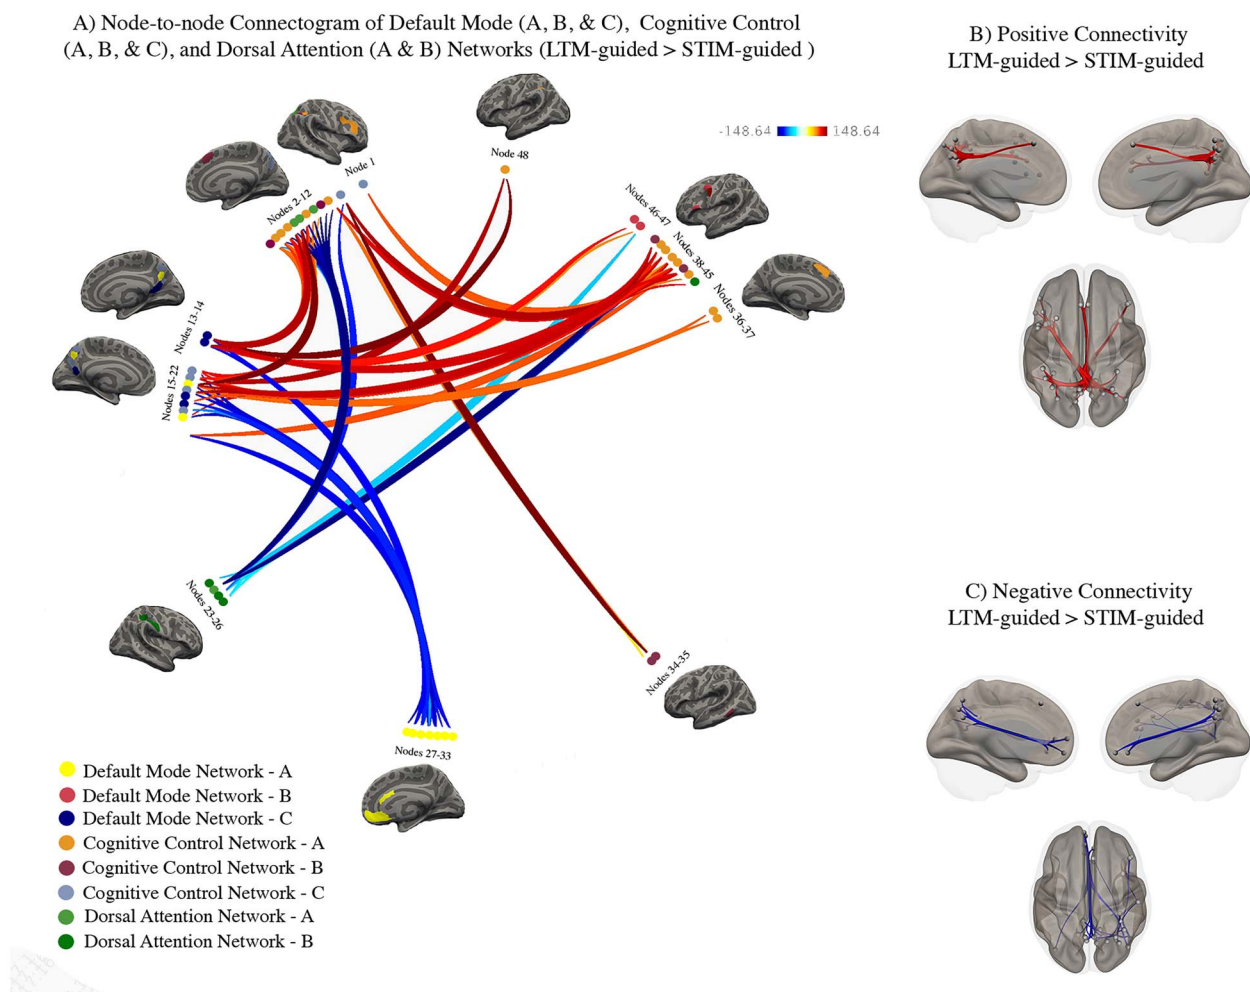 A) Node-to-node Connectogram of Default Mode (A, B, & C), Cognitive Control
(A, B, & C), and Dorsal Attention (A & B) Networks (LTM-guided > STIM-guided )
B) Positive Connectivity
LTM-guided > STIM-guided
-148.64
148.64
Node 1
Node 48
Nodes 2-12
Nodes 46-47
Nodes 38-45
Nodes 36-37
Nodes 13-14
Nodes 15-22
Nodes 23-26
Nodes 34-35
Nodes 27-33
C) Negative Connectivity
LTM-guided > STIM-guided
Default Mode Network - A
Default Mode Network - B
Default Mode Network - C
Cognitive Control Network - A
Cognitive Control Network - B
Cognitive Control Network - C
Dorsal Attention Network - A
Dorsal Attention Network - B